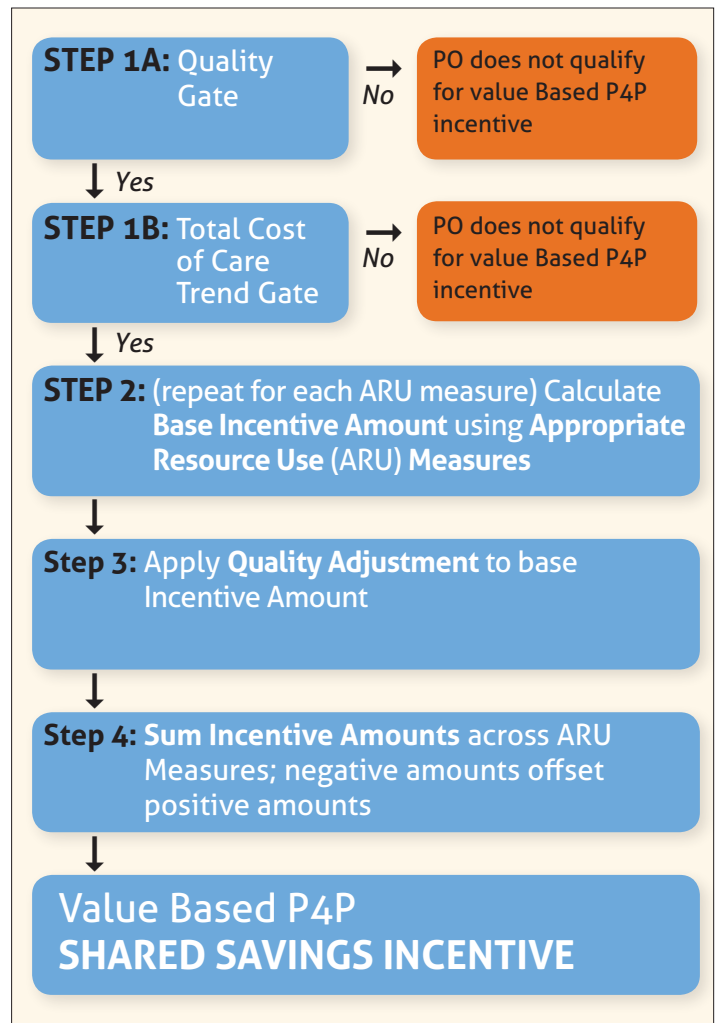 STEP 1A: Quality
Gate
No
PO does not qualify
for value Based P4P
incentive
Yes
STEP 1B: Total Cost
of Care
Trend Gate
No
PO does not qualify
for value Based P4P
incentive
Yes
STEP 2: (repeat for each ARU measure) Calculate
Base Incentive Amount using Appropriate
Resource Use (ARU) Measures
Step 3: Apply Quality Adjustment to base
Incentive Amount
Step 4: Sum Incentive Amounts across ARU
Measures; negative amounts offset
positive amounts
Value Based P4P
SHARED SAVINGS INCENTIVE